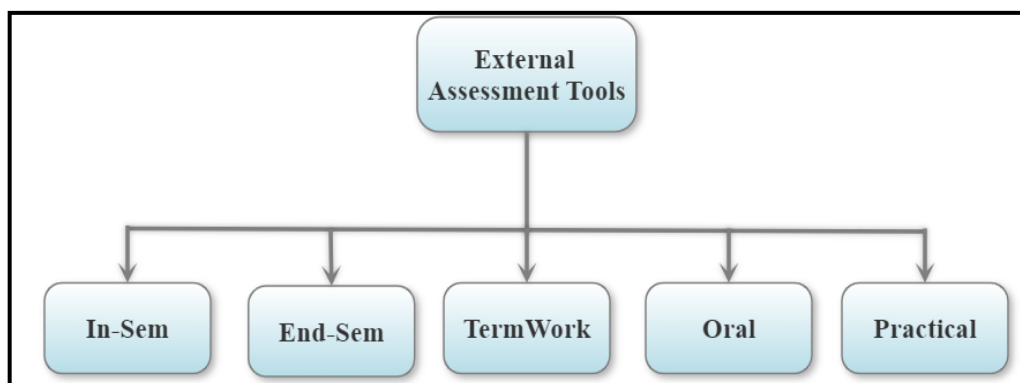 External
Assessment Tools
In-Sem
End-Sem
TermWork
Oral
Practical